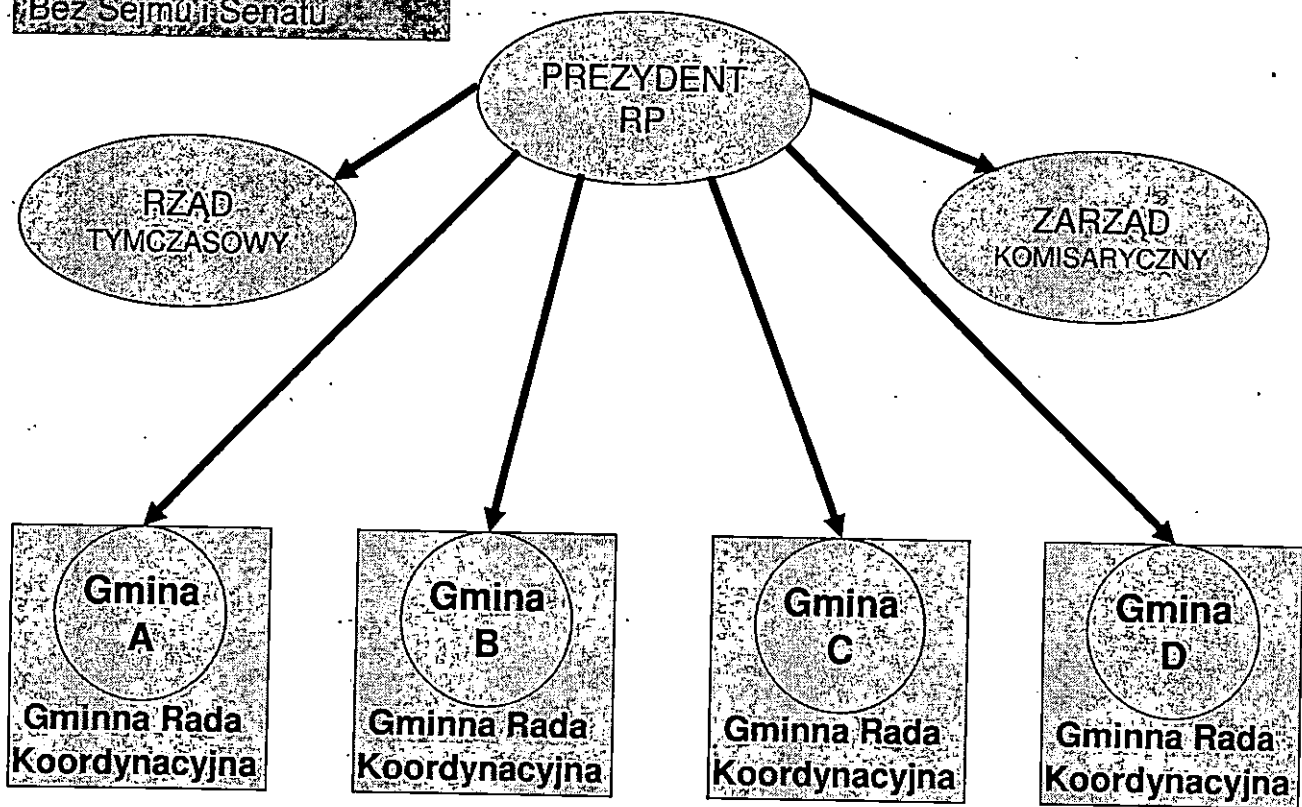 Bez Sejmu i Senatu
PREZYDENT
RP
RZĄD
TYMCZASOWY
ZARZĄD
KOMISARYCZNY
Gmina
A
Gminna Rada
Koordynacyjna
Gmina
B
Gminna Rada
Koordynacyjna
Gmina
C
Gminna Rada
Koordynacyjna
Gmina
D
Gminna Rada
Koordynacyjna